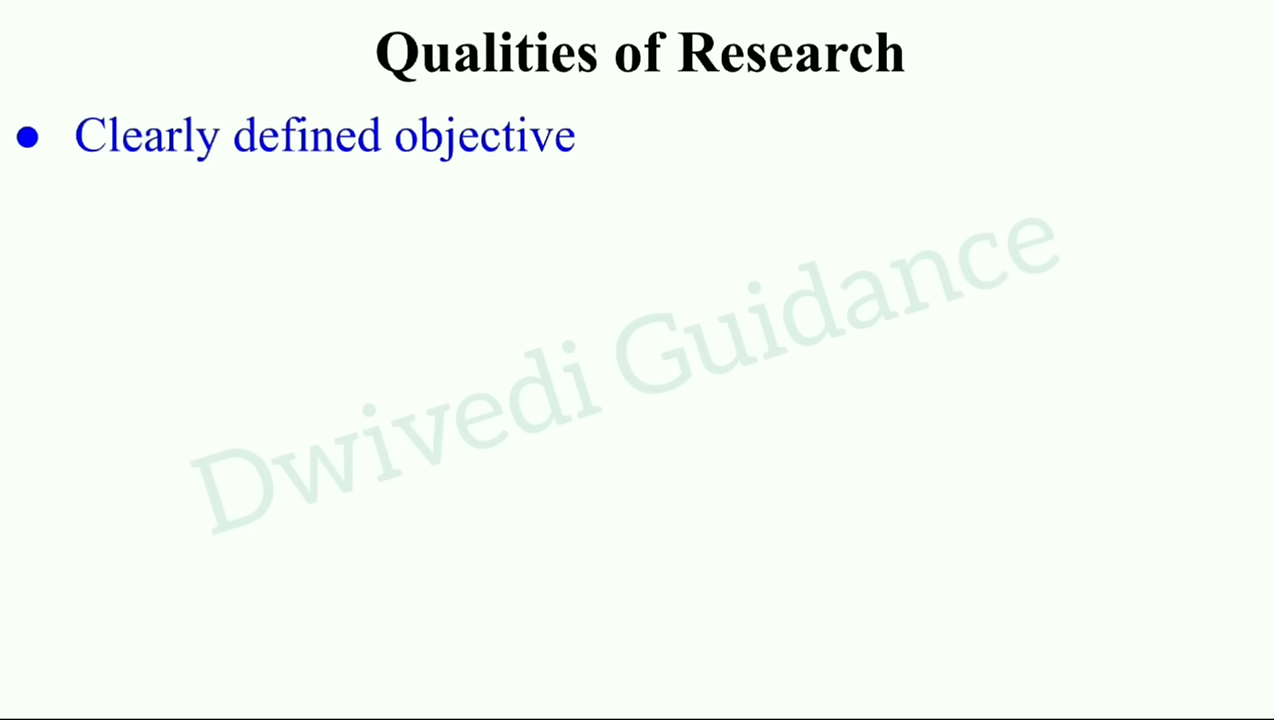 Qualities of Research
● Clearly defined objective
Dwivedi Guidance